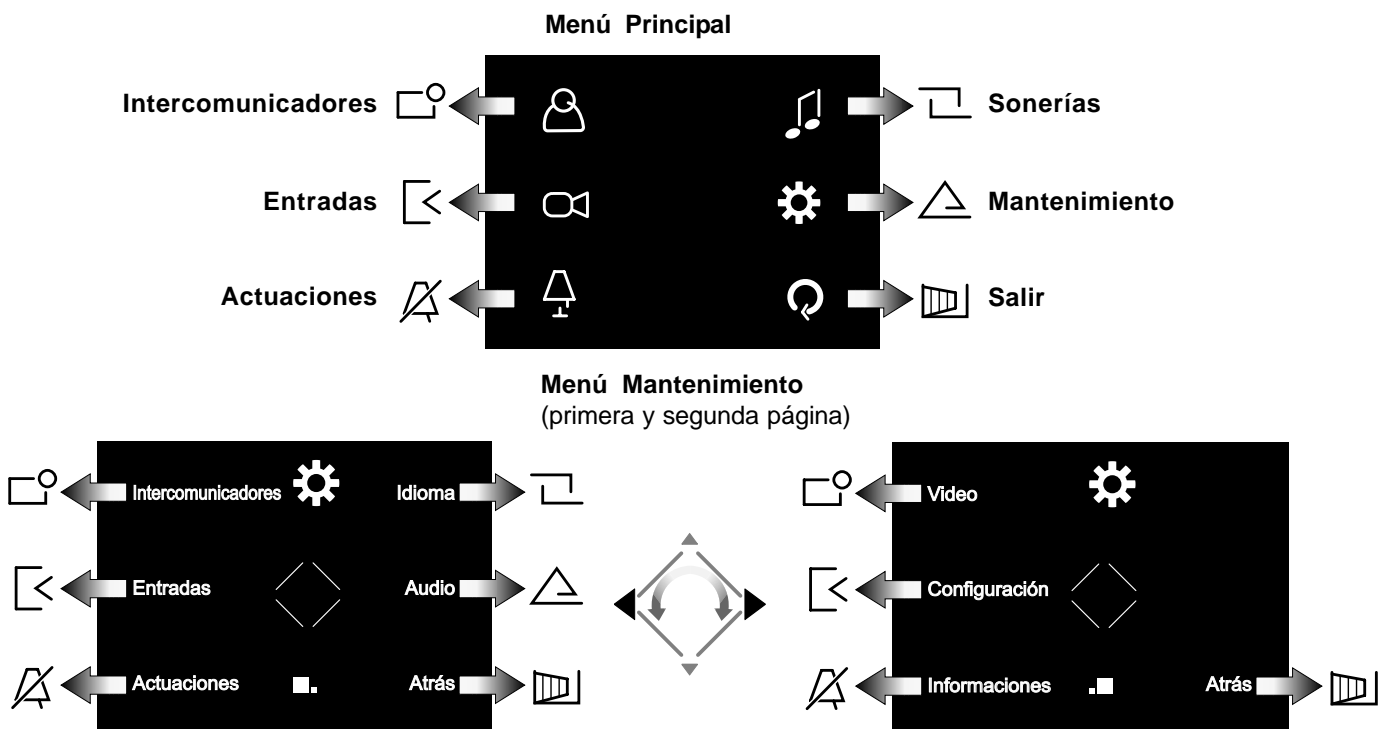 Menú Principal
Intercomunicadores
Sonerías
Entradas
Mantenimiento
Actuaciones
Salir
Menú Mantenimiento
(primera y segunda página)
Intercomunicadores
Idioma
Entradas
Audio
Actuaciones
Atrás
Video
Configuración
Informaciones
Atrás